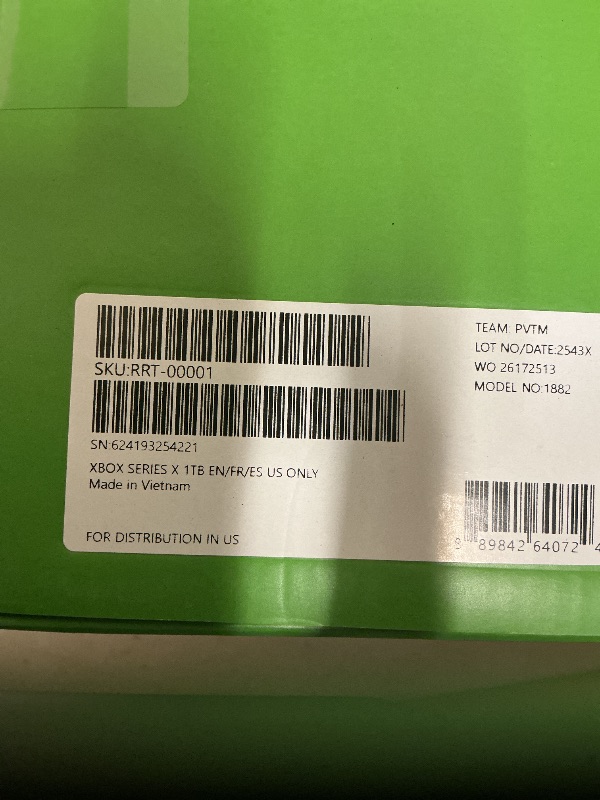 SKU:RRT-00001
SN:624193254221
XBOX SERIES X 1TB EN/FR/ES US ONLY
Made in Vietnam
FOR DISTRIBUTION IN US
TEAM: PVTM
LOT NO/DATE:2543X
WO 26172513
MODEL NO:1882
89842 64072 4